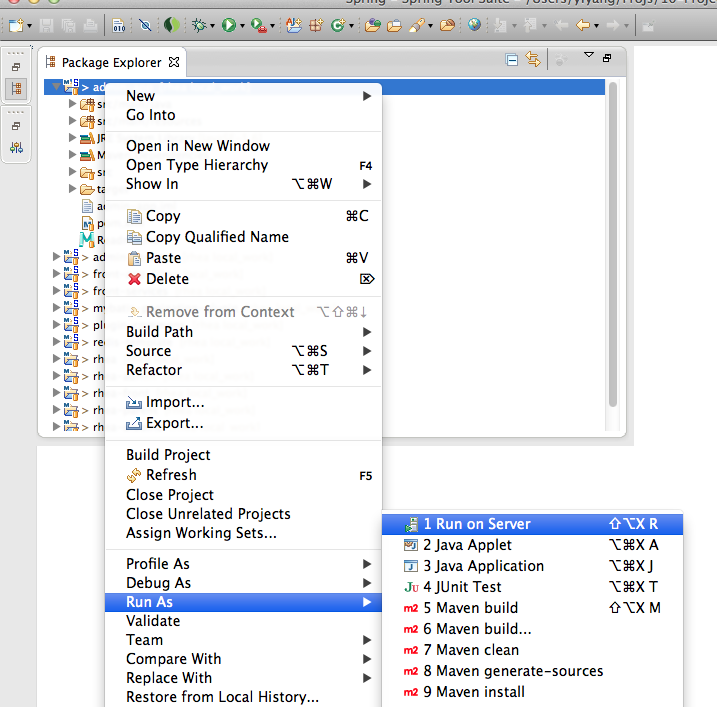 Package Explorer
New
Go Into
Open in New Window
Open Type Hierarchy F4
Show In ⌥⌘W
Copy ⌘C
Copy Qualified Name
Paste ⌘V
Delete ⌦
Remove from Context ⌥⇧⌘↓
Build Path
Source ⌥⌘S
Refactor ⌥⌘T
Import...
Export...
Build Project
Refresh F5
Close Project
Close Unrelated Projects
Assign Working Sets...
Profile As
Debug As
Run As
Validate
Team
Compare With
Replace With
Restore from Local History...
1 Run on Server ⇧⌥X R
2 Java Applet ⌥⌘X A
3 Java Application ⌥⌘X J
4 JUnit Test ⌥⌘X T
5 Maven build ⇧⌥X M
6 Maven build...
7 Maven clean
8 Maven generate-sources
9 Maven install